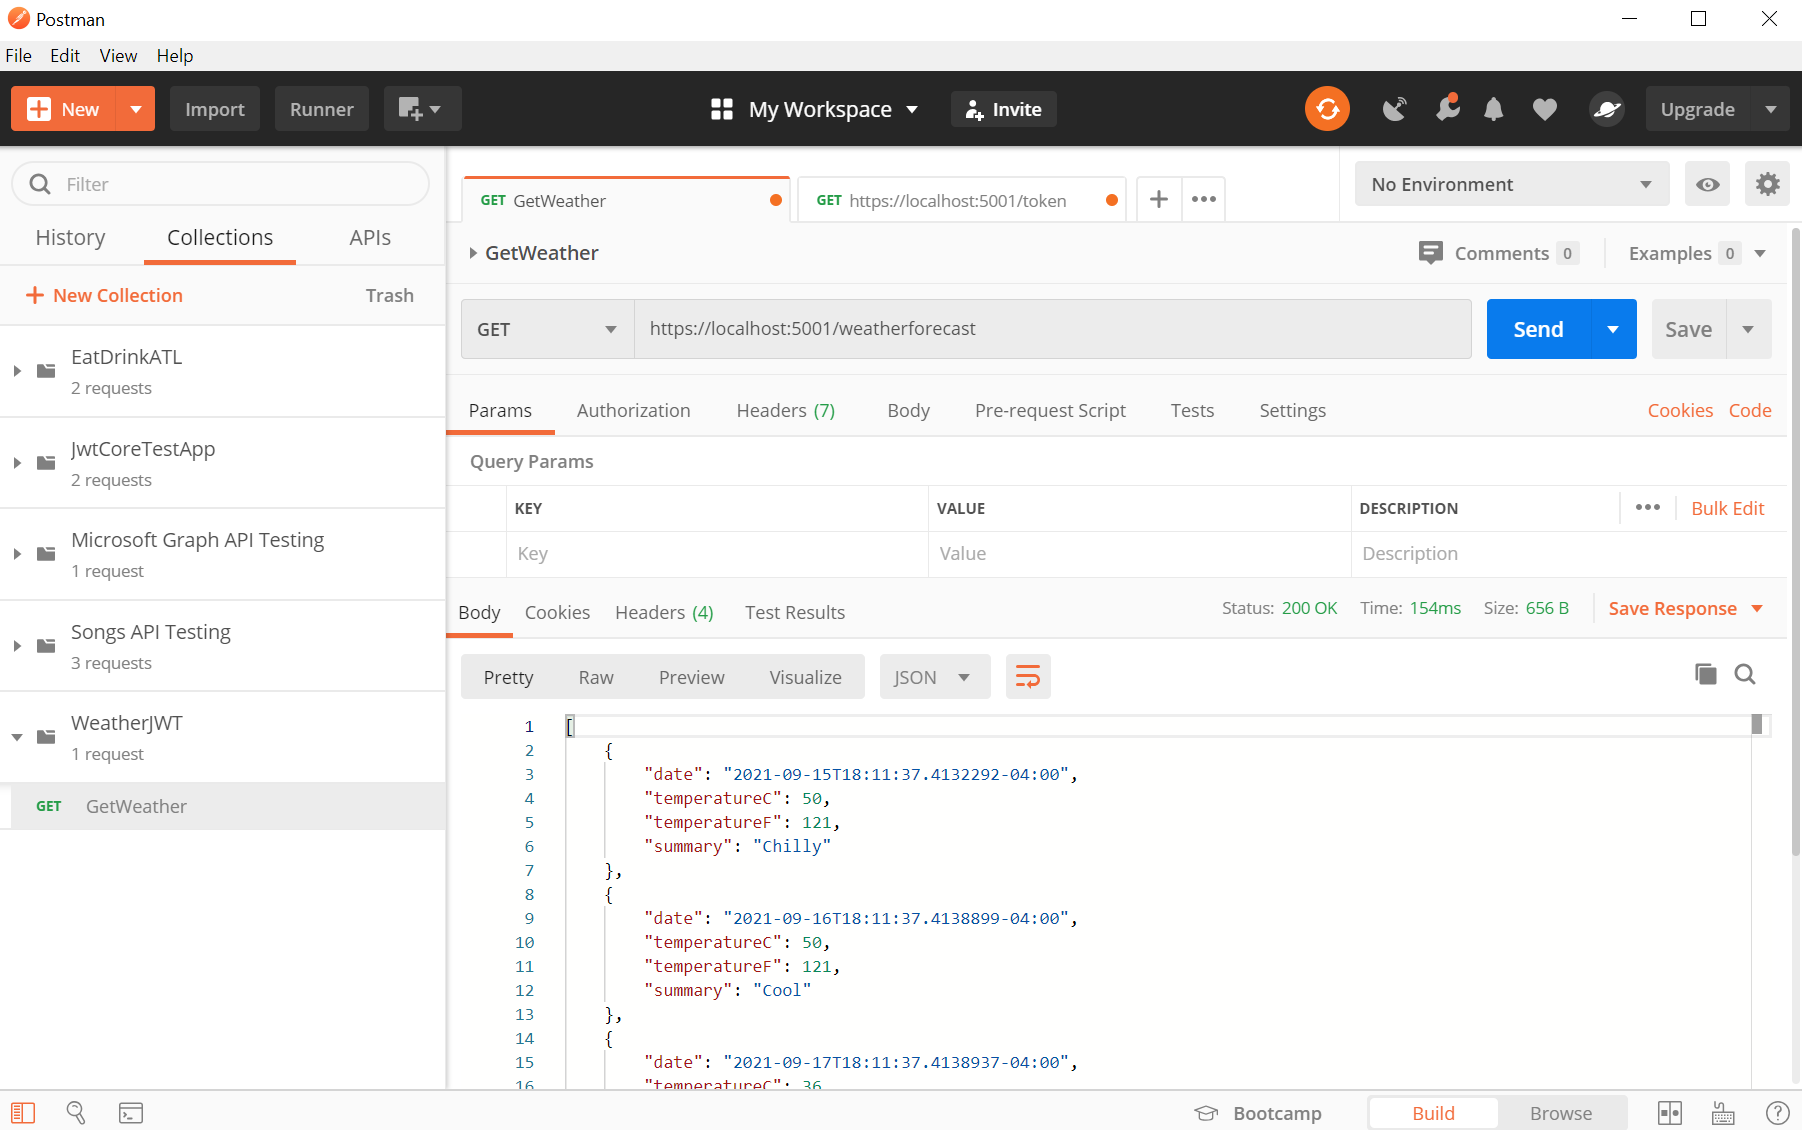 Postman
File Edit View Help
New Import Runner My Workspace Invite Upgrade
Filter
History Collections APIs
New Collection Trash
EatDrinkATL
2 requests
JwtCoreTestApp
2 requests
Microsoft Graph API Testing
1 request
Songs API Testing
3 requests
WeatherJWT
1 request
GET GetWeather
GET GetWeather GET https://localhost:5001/token No Environment
GetWeather Comments 0 Examples 0
GET https://localhost:5001/weatherforecast Send Save
Params Authorization Headers (7) Body Pre-request Script Tests Settings Cookies Code
Query Params
KEY VALUE DESCRIPTION Bulk Edit
Key Value Description
Body Cookies Headers (4) Test Results Status: 200 OK Time: 154ms Size: 656 B Save Response
Pretty Raw Preview Visualize JSON
1 [
2 {
3 "date": "2021-09-15T18:11:37.4132292-04:00",
4 "temperatureC": 50,
5 "temperatureF": 121,
6 "summary": "Chilly"
7 },
8 {
9 "date": "2021-09-16T18:11:37.4138899-04:00",
10 "temperatureC": 50,
11 "temperatureF": 121,
12 "summary": "Cool"
13 },
14 {
15 "date": "2021-09-17T18:11:37.4138937-04:00",
16 "temperatureC": 36
Bootcamp Build Browse